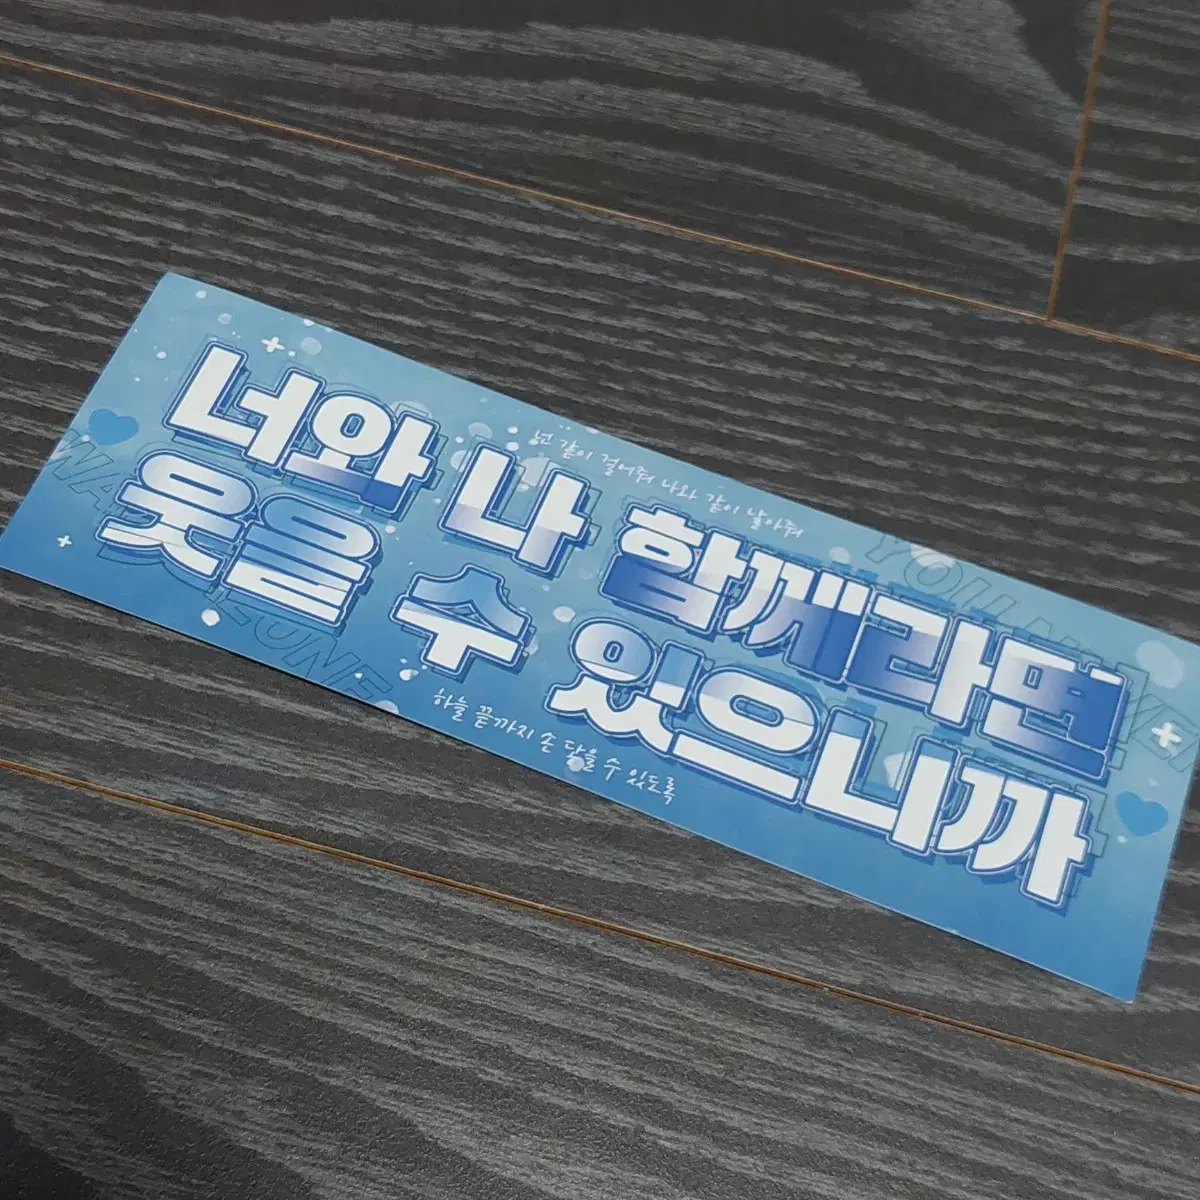 넌 같이 걸어줘 나와 같이 날아줘
너와 나 함께라면
웃을 수 있으니까
하늘 끝까지 손 닿을 수 있도록